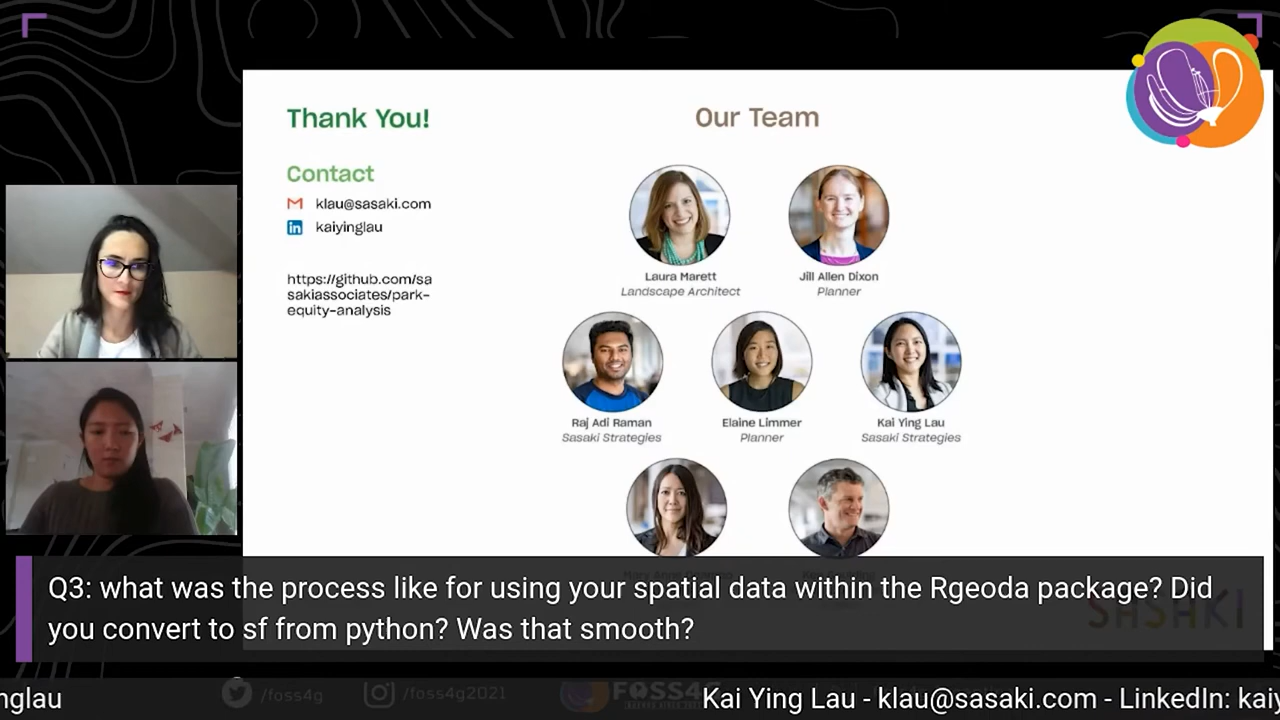 Thank You!
Our Team
Contact
klau@sasaki.com
in kaiyinglau
https://github.com/sa
sakiassociates/park-
equity-analysis
Laura Marett
Landscape Architect
Jill Allen Dixon
Planner
Raj Adi Raman
Sasaki Strategies
Elaine Limmer
Planner
Kai Ying Lau
Sasaki Strategies
Q3: what was the process like for using your spatial data within the Rgeoda package? Did
you convert to sf from python? Was that smooth?
SASAKI
nglau
/foss4g
/foss4g2021
FOSS4G
Kai Ying Lau - klau@sasaki.com - LinkedIn: kaiy